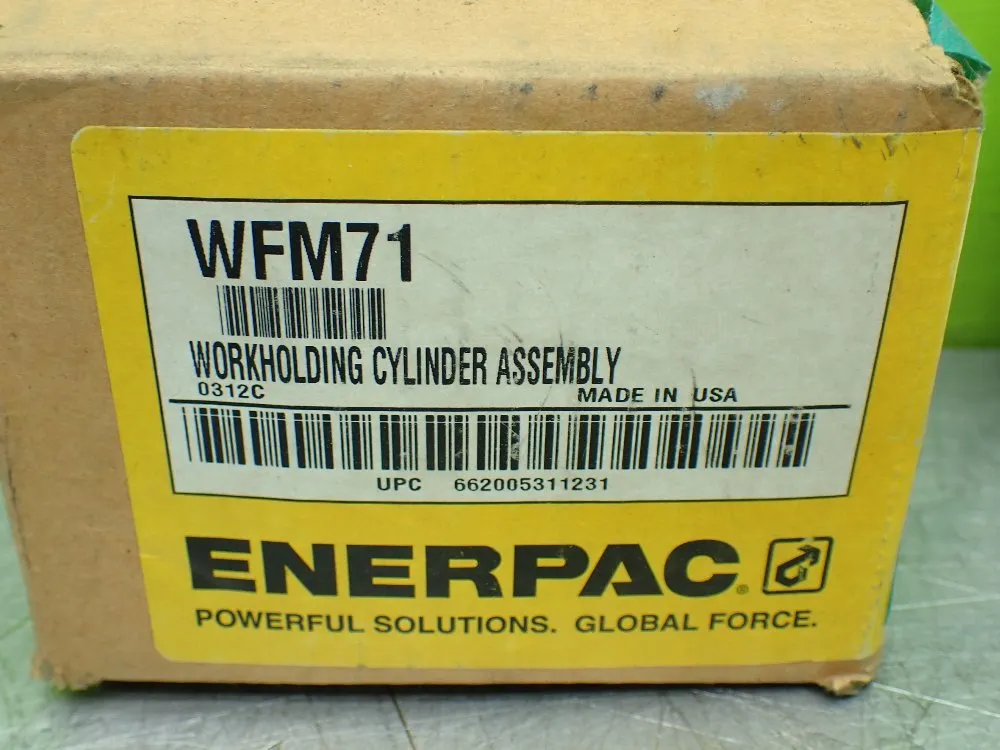 WFM71
WORKHOLDING CYLINDER ASSEMBLY
0312C MADE IN USA
UPC 662005311231
ENERPAC®
POWERFUL SOLUTIONS. GLOBAL FORCE.